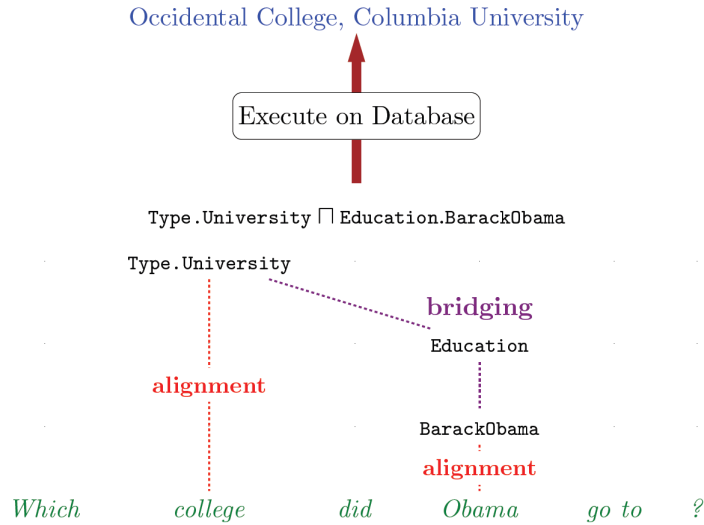 Occidental College, Columbia University
Execute on Database
Type.University ⊓ Education.BarackObama
Type.University
bridging
Education
alignment
BarackObama
alignment
Which college did Obama go to ?